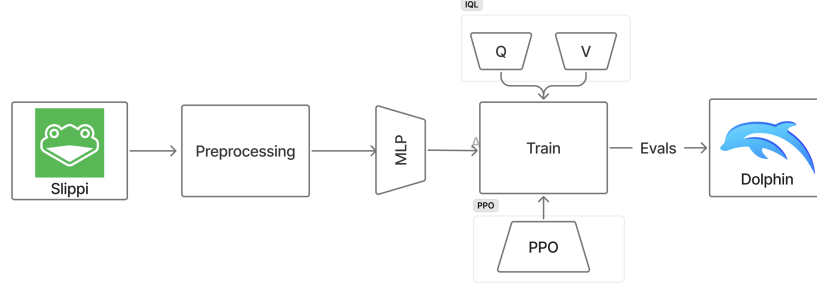 IQL
Q
V
Slippi
Preprocessing
MLP
Train
Evals
Dolphin
PPO
PPO